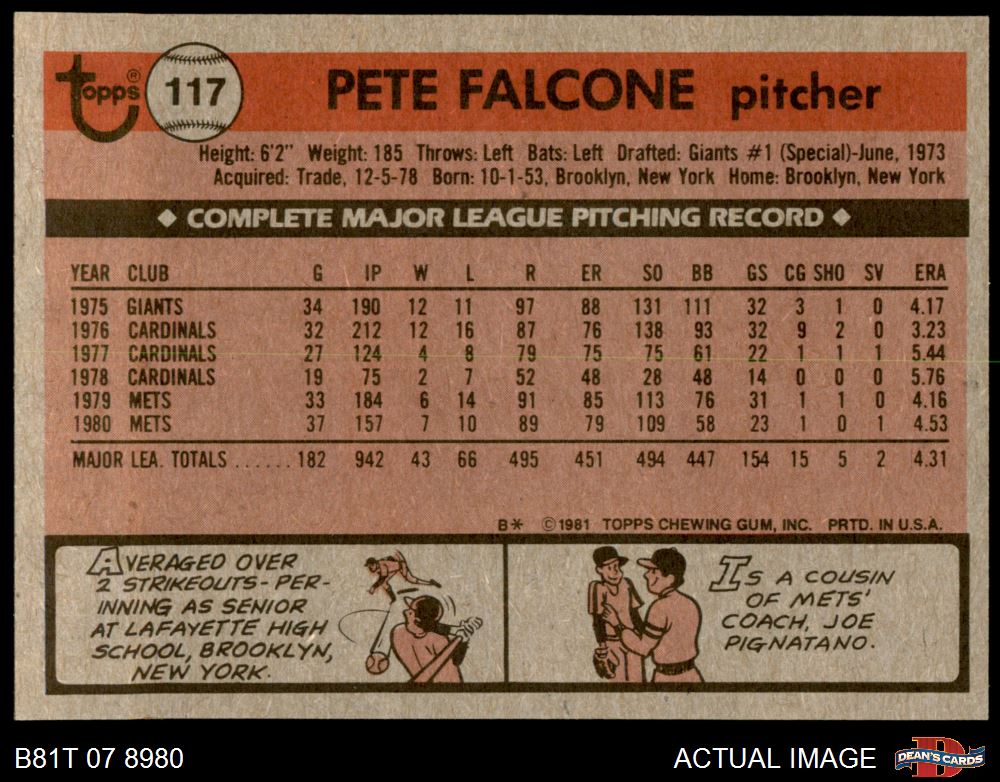 Topps® 117 PETE FALCONE pitcher
Height: 6'2" Weight: 185 Throws: Left Bats: Left Drafted: Giants #1 (Special)-June, 1973
Acquired: Trade, 12-5-78 Born: 10-1-53, Brooklyn, New York Home: Brooklyn, New York
◆ COMPLETE MAJOR LEAGUE PITCHING RECORD ◆
YEAR CLUB G IP W L R ER SO BB GS CG SHO SV ERA
1975 GIANTS 34 190 12 11 97 88 131 111 32 3 1 0 4.17
1976 CARDINALS 32 212 12 16 87 76 138 93 32 9 2 0 3.23
1977 CARDINALS 27 124 4 8 79 75 75 61 22 1 1 1 5.44
1978 CARDINALS 19 75 2 7 52 48 28 48 14 0 0 0 5.76
1979 METS 33 184 6 14 91 85 113 76 31 1 1 0 4.16
1980 METS 37 157 7 10 89 79 109 58 23 1 0 1 4.53
MAJOR LEA. TOTALS ...... 182 942 43 66 495 451 494 447 154 15 5 2 4.31
B* ©1981 TOPPS CHEWING GUM, INC. PRTD. IN U.S.A.
AVERAGED OVER
2 STRIKEOUTS-PER-
INNING AS SENIOR
AT LAFAYETTE HIGH
SCHOOL, BROOKLYN,
NEW YORK.
IS A COUSIN
OF METS'
COACH, JOE
PIGNATANO.
B81T 07 8980 ACTUAL IMAGE D DEAN'S CARDS